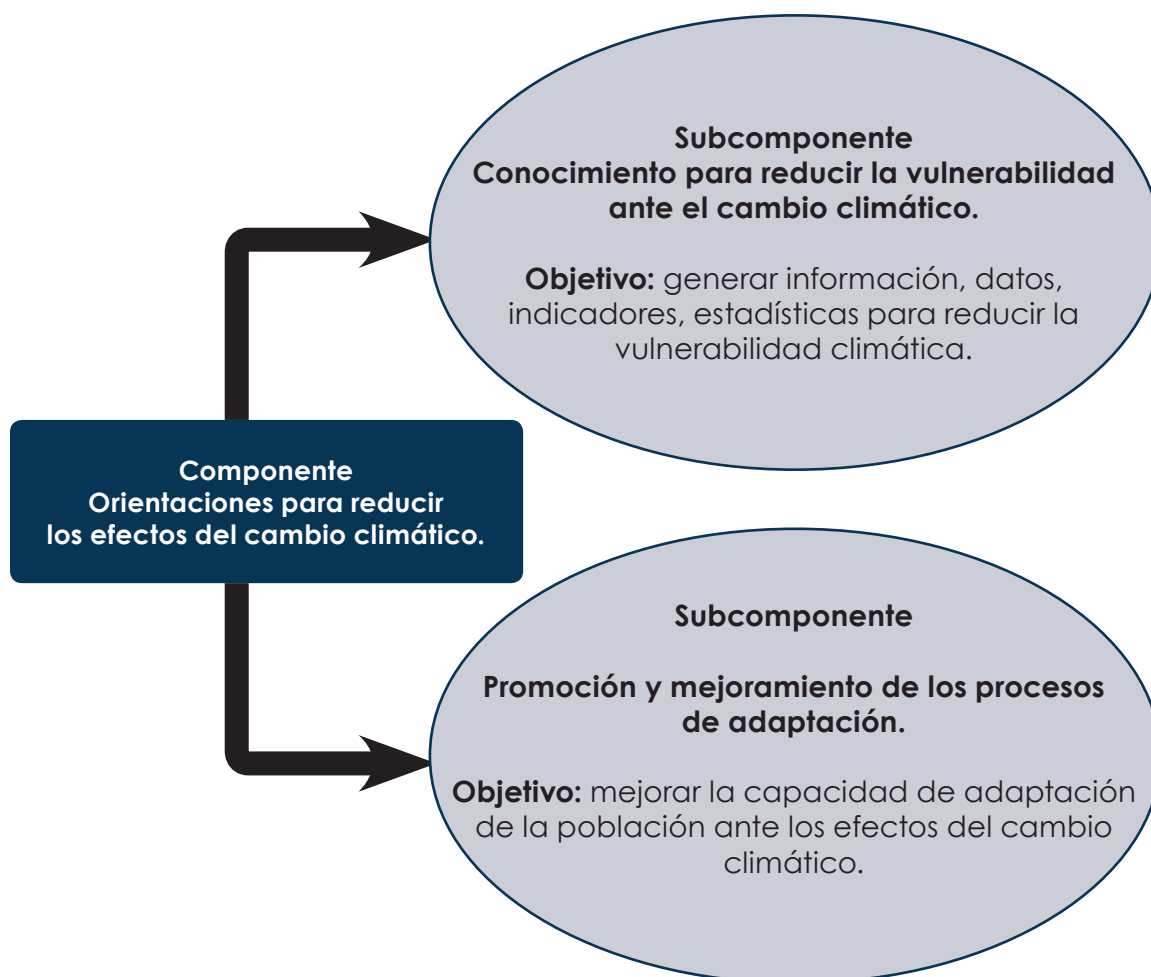 Subcomponente
Conocimiento para reducir la vulnerabilidad
ante el cambio climático.
Objetivo: generar información, datos,
indicadores, estadísticas para reducir la
vulnerabilidad climática.
Componente
Orientaciones para reducir
los efectos del cambio climático.
Subcomponente
Promoción y mejoramiento de los procesos
de adaptación.
Objetivo: mejorar la capacidad de adaptación
de la población ante los efectos del cambio
climático.